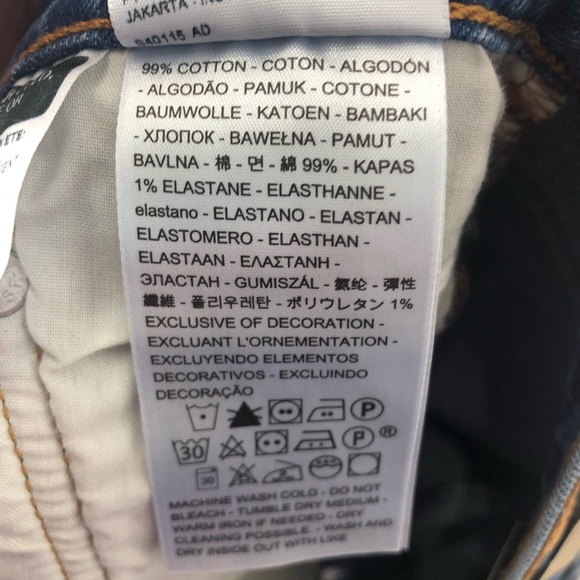 JAKARTA
99% COTTON - COTON - ALGODÓN
- ALGODÃO - PAMUK - COTONE -
BAUMWOLLE - KATOEN - BAMBAKI
- ХЛОПОК - BAWEŁNA - PAMUT -
BAVLNA - 棉 - 면 - 綿 99% - KAPAS
1% ELASTANE - ELASTHANNE -
elastano - ELASTANO - ELASTAN -
ELASTOMERO - ELASTHAN -
ELASTAAN - ΕΛΑΣΤΑΝΗ -
ЭЛАСТАН - GUMISZÁL - 氨纶 - 彈性
纖維 - 폴리우레탄 - ポリウレタン 1%
EXCLUSIVE OF DECORATION -
EXCLUANT L'ORNEMENTATION -
EXCLUYENDO ELEMENTOS
DECORATIVOS - EXCLUINDO
DECORAÇÃO
P
30 P ®
30
MACHINE WASH COLD - DO NOT
BLEACH - TUMBLE DRY MEDIUM -
WARM IRON IF NEEDED - DRY
CLEANING POSSIBLE - WASH AND
DRY INSIDE OUT WITH LIKE